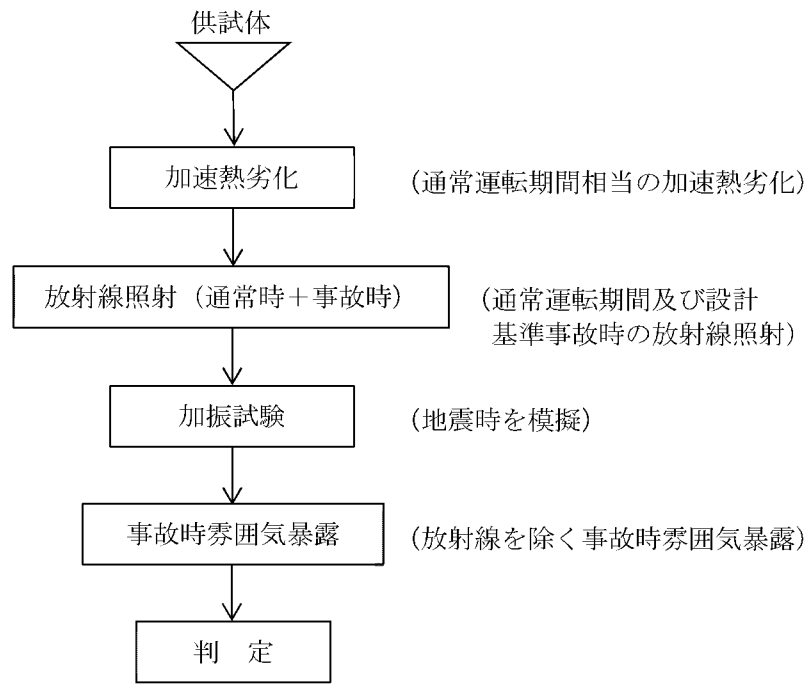 供試体
加速熱劣化
(通常運転期間相当の加速熱劣化)
放射線照射(通常時+事故時)
(通常運転期間及び設計
基準事故時の放射線照射)
加振試験
(地震時を模擬)
事故時雰囲気暴露
(放射線を除く事故時雰囲気暴露)
判 定